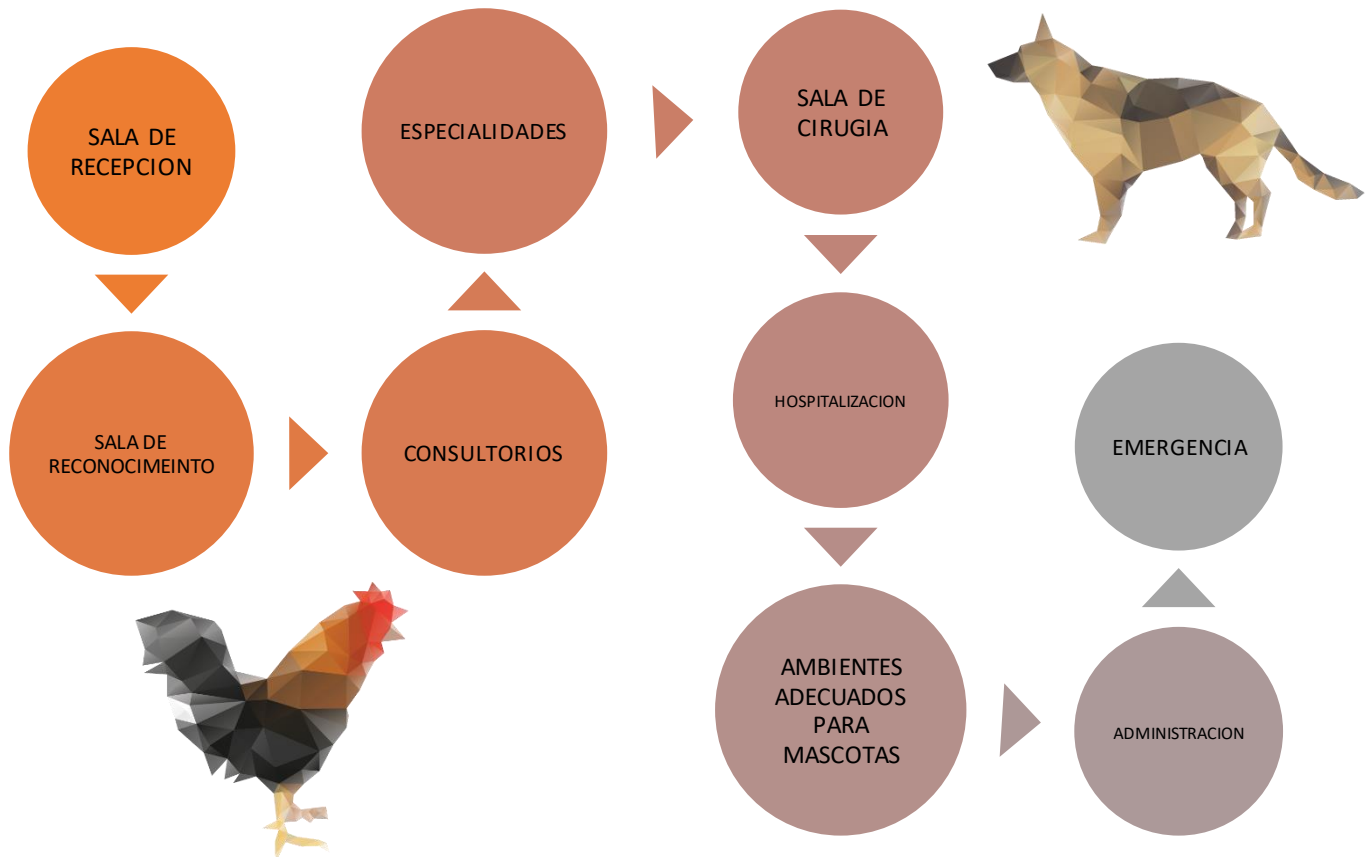 SALA DE
RECEPCION
SALA DE
RECONOCIMEINTO
CONSULTORIOS
ESPECIALIDADES
SALA DE
CIRUGIA
HOSPITALIZACION
AMBIENTES
ADECUADOS
PARA
MASCOTAS
ADMINISTRACION
EMERGENCIA